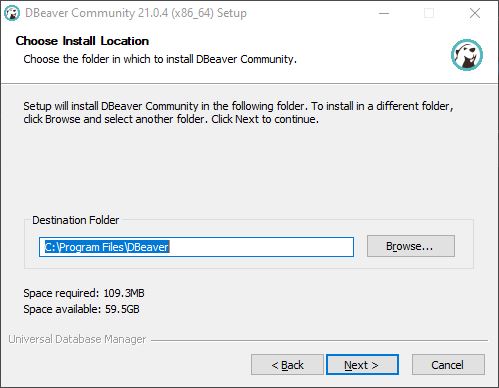 DBeaver Community 21.0.4 (x86_64) Setup
Choose Install Location
Choose the folder in which to install DBeaver Community.
Setup will install DBeaver Community in the following folder. To install in a different folder,
click Browse and select another folder. Click Next to continue.
Destination Folder
C:\Program Files\DBeaver
Browse...
Space required: 109.3MB
Space available: 59.5GB
Universal Database Manager
< Back
Next >
Cancel